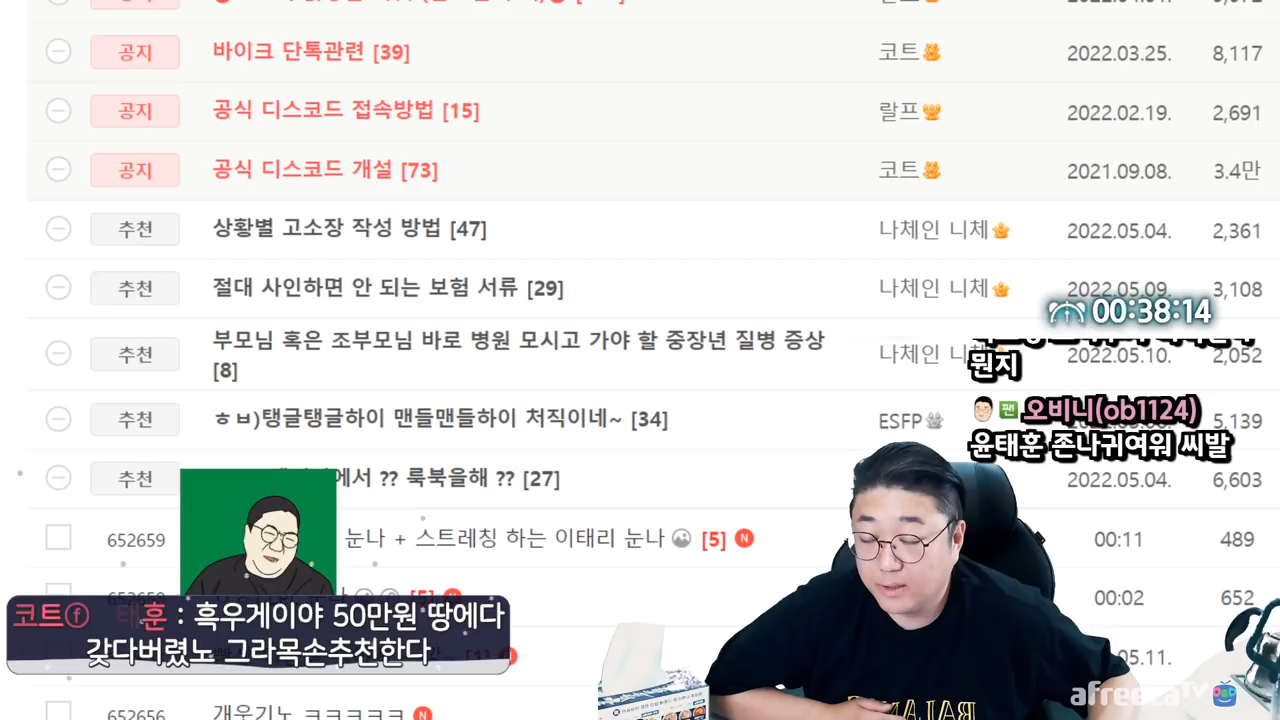 바이크 단톡관련 [39]
공지
코트
2022.03.25.
8,117
공지
공식 디스코드 접속방법 [15]
랄프
2022.02.19.
2,691
공지
공식 디스코드 개설 [73]
코트
2021.09.08.
3.4만
추천
상황별 고소장 작성 방법 [47]
나체인 니체
2022.05.04.
2,361
추천
절대 사인하면 안 되는 보험 서류 [29]
나체인 니체
2022.05.09.
3,108
00:38:14
추천
부모님 혹은 조부모님 바로 병원 모시고 가야 할 중장년 질병 증상
[8]
나체인
2022.05.10.
2,052
뭔지
추천
ㅎㅂ)탱글탱글하이 맨들맨들하이 처직이네~ [34]
ESFP
5,139
짼 오비니(ob1124)
윤태훈 존나귀여워 씨발
추천
에서 ?? 룩북을해 ?? [27]
2022.05.04.
6,603
652659
눈나 + 스트레칭 하는 이태리 눈나 [5] N
00:11
489
00:02
652
코트ⓕ 태훈 : 흑우게이야 50만원 땅에다
갖다버렸노 그라목손추천한다
05.11.
afreecaTV
652656
개웃기노 ㅋㅋㅋㅋㅋ N